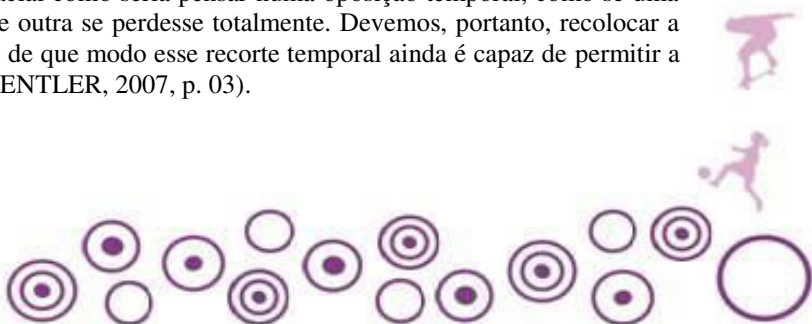 como seria pensar numa oposição temporal, como se uma
e outra se perdesse totalmente. Devemos, portanto, recolocar a
de que modo esse recorte temporal ainda é capaz de permitir a
ENTLER, 2007, p. 03).